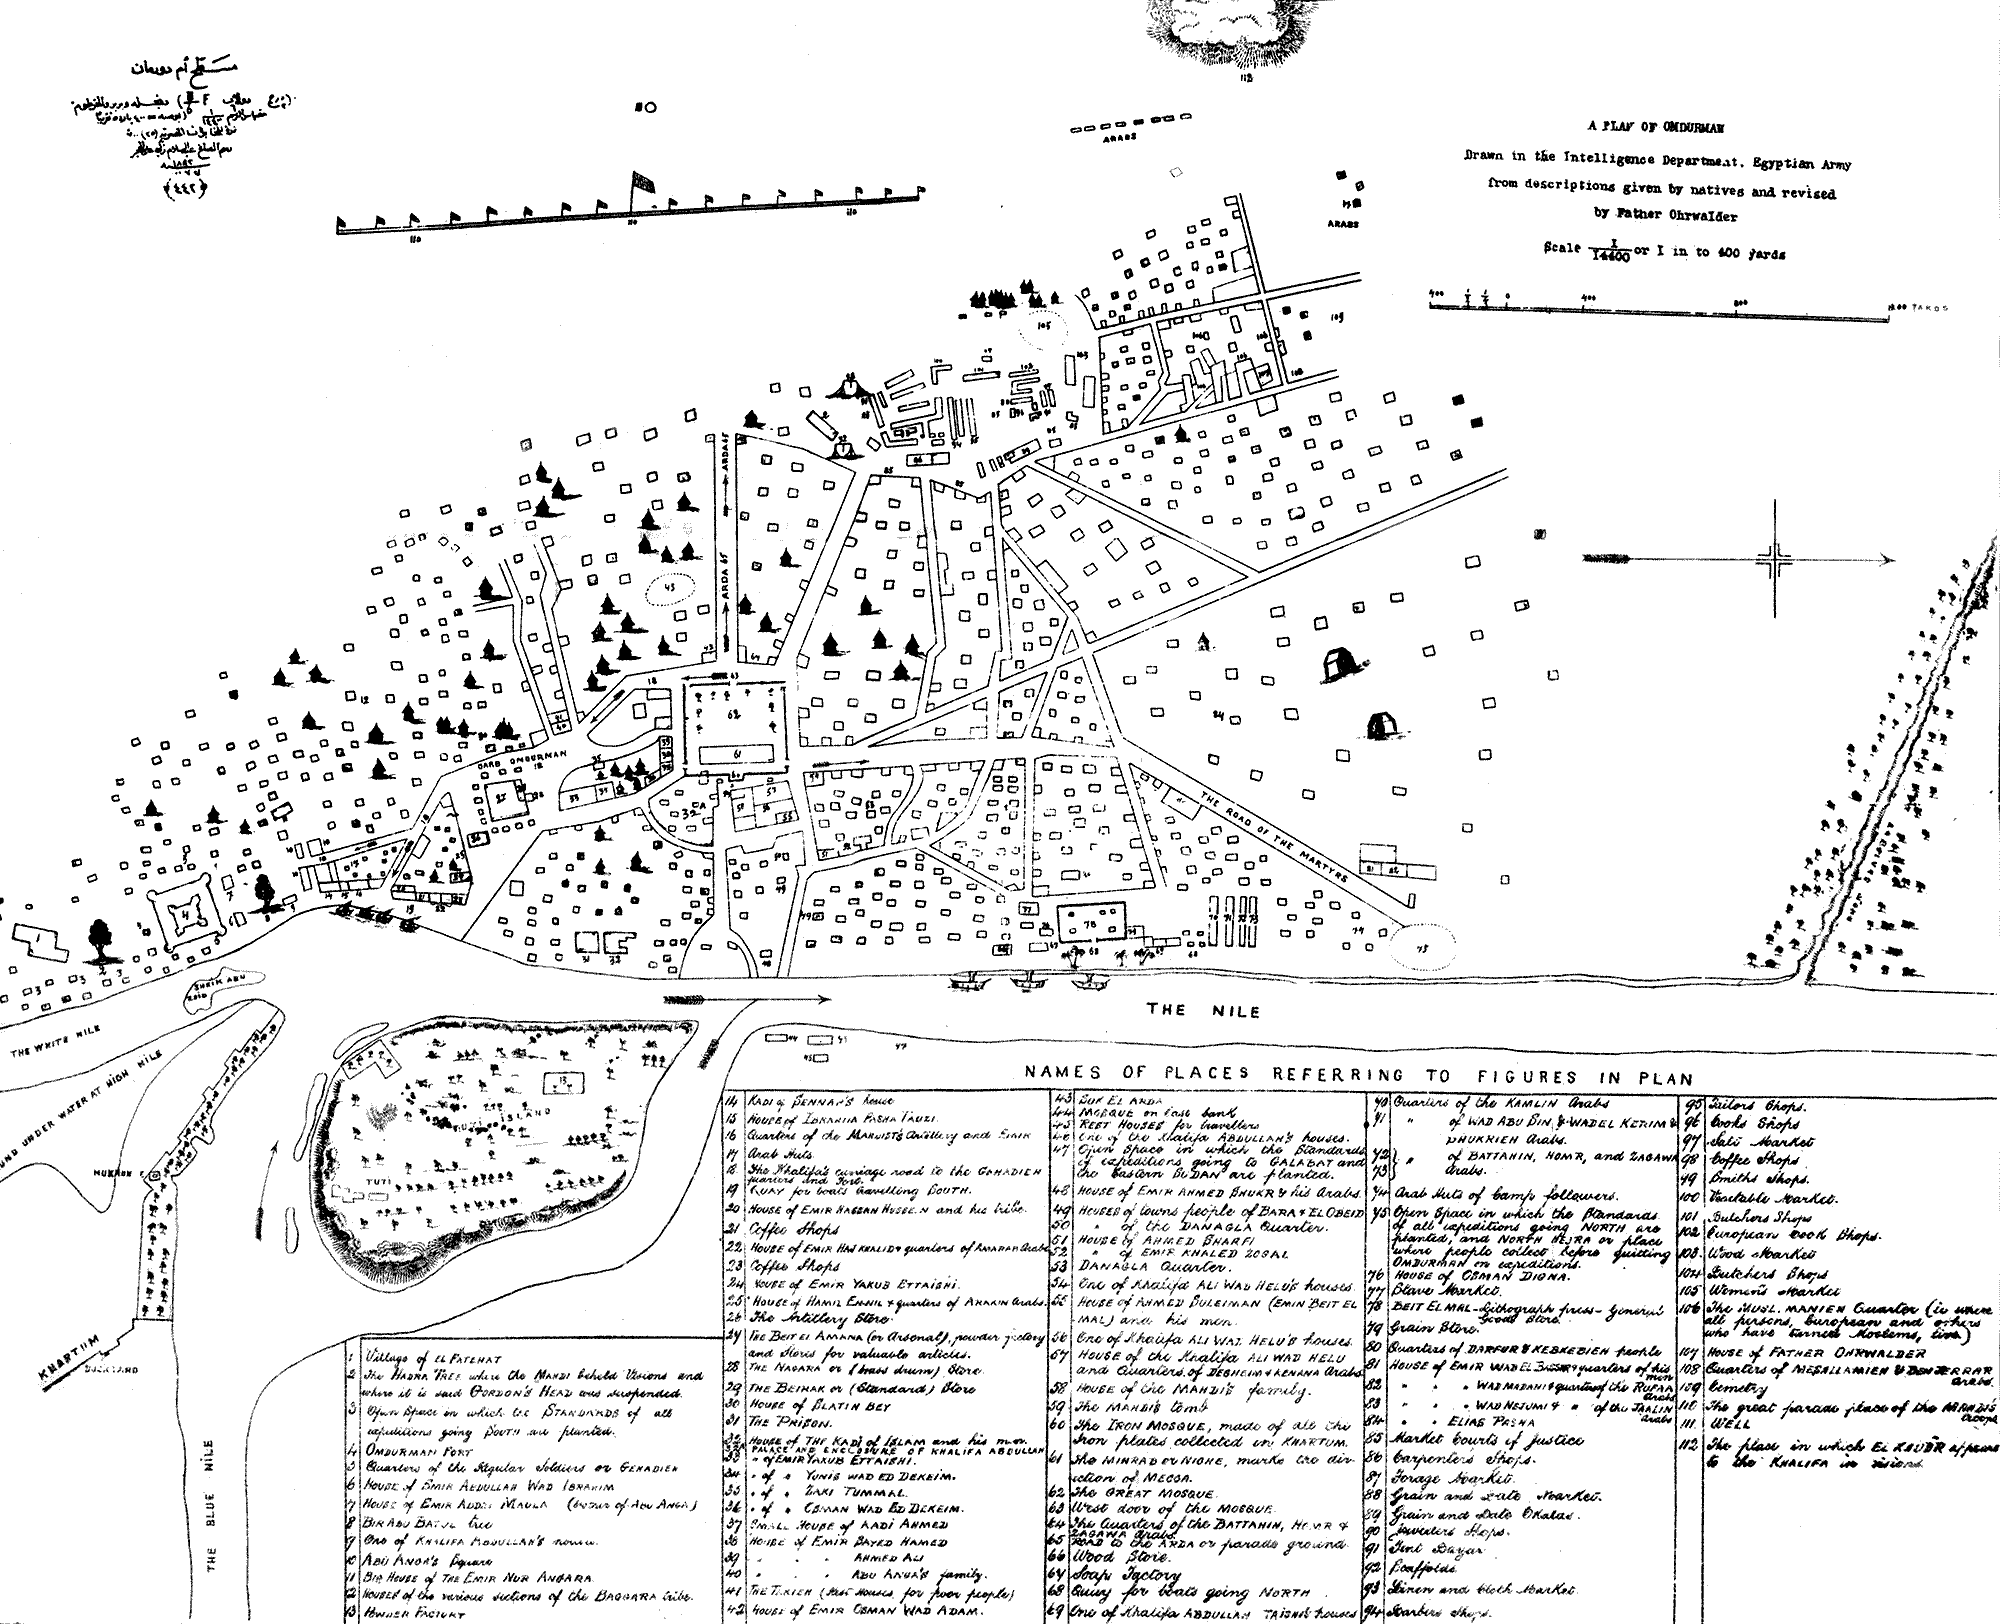 مسطح أم درمان
١٨٩٢
A PLAN OF OMDURMAN
Drawn in the Intelligence Department, Egyptian Army
from descriptions given by natives and revised
by Father Ohrwalder
Scale 1/14400 or I in to 400 yards
400 0 400 800 1200 YARDS
ARABS
ARABS
110 110 110
112
ARDA 65
ARDA 65
DARB OMDURMAN
THE ROAD OF THE MARTYRS
THE NILE
SHEIK ABU
ZEID
THE WHITE NILE
UNDER WATER AT HIGH NILE
ISLAND
TUTI
KHARTUM
DOCKYARD
THE BLUE NILE
NAMES OF PLACES REFERRING TO FIGURES IN PLAN
1 Village of EL FATEHAT
2 The HADRA TREE where the MAHDI beheld Visions and
where it is said GORDON'S HEAD was suspended.
3 Open Space in which the STANDARDS of all
expeditions going SOUTH are planted.
4 OMDURMAN FORT
5 Quarters of the Regular Soldiers or GEHADIEH
6 HOUSE of EMIR ABDULLAH WAD IBRAHIM
7 HOUSE of EMIR ADDEL MAULA
8 BIR ABU BATUL tree
9 One of KHALIFA ABDULLAH'S houses.
10 ABU ANGA'S Square
11 BIG HOUSE of THE EMIR NUR ANGARA.
12 HOUSES of the various sections of the BAGGARA tribe.
13 POWDER FACTORY
14 KADI of SENNAR'S house
15 HOUSE of IBRAHIM PASHA FAUZI.
16 Quarters of the MAHDIST'S Artillery and EMIR
17 Arab Huts
18 The Khalifa's carriage road to the GEHADIEH
quarters and Fort.
19 QUAY for boats travelling SOUTH.
20 HOUSE of EMIR HASSAN HUSSEIN and his tribe.
21 Coffee Shops
22 HOUSE of EMIR HAS KHALID & quarters of AMARAR Arabs
23 Coffee Shops
24 HOUSE of EMIR YAKUB ETTAISHI.
25 HOUSE of HAMIL EN-NIL & quarters of ARAKIN Arabs.
26 The Artillery Store
27 THE BEIT EL AMANA (or Arsenal), powder factory
and Stores for valuable articles.
28 THE NAGARA or (brass drum) Store
29 THE BEIRAK or (Standard) Store
30 HOUSE of SLATIN BEY
31 THE PRISON.
32 HOUSE of THE KADI of ISLAM and his men.
32A PALACE AND ENCLOSURE OF KHALIFA ABDULLAH
33 " of EMIR YAKUB ETTAISHI.
34 " of " YUNIS WAD ED DEKEIM.
35 " of " ZAKI TUMMAL.
36 " of " OSMAN WAD ED DEKEIM.
37 SMALL HOUSE of KADI AHMED
38 HOUSE of EMIR SAYED HAMED
39 " " " AHMED ALI
40 " " " ABU ANGA'S family.
41 THE TEKIEH (Rest Houses for poor people)
42 HOUSE of EMIR OSMAN WAD ADAM.
43 SUK EL ARDA
44 MOSQUE on East bank
45 REST HOUSES for travellers
46 One of the Khalifa ABDULLAH'S houses.
47 Open Space in which the Standards
of expeditions going to GALABAT and
the Eastern SUDAN are planted.
48 HOUSE of EMIR AHMED BHUKR & his Arabs.
49 HOUSES of towns people of BARA & EL OBEID
50 " of the DANAGLA Quarter.
51 HOUSE of AHMED SHARFI
52 " of EMIR KHALED ZOGAL
53 DANAGLA Quarter.
54 One of Khalifa ALI WAD HELU'S houses.
55 HOUSE of AHMED SULEIMAN (EMIN BEIT EL
MAL) and his men.
56 One of Khalifa ALI WAD HELU'S houses.
57 HOUSE of the Khalifa ALI WAD HELU
and Quarters of DEGHEIM & KENANA Arabs
58 HOUSE of the MAHDI'S family.
59 The MAHDI'S tomb
60 The IRON MOSQUE, made of all the
iron plates collected in KHARTUM.
61 The MIHRAB or NICHE, marks the dir-
ection of MECCA.
62 The GREAT MOSQUE.
63 West door of the MOSQUE
64 The Quarters of the BATTAHIN, HOMR &
ZAGAWA Arabs.
65 ROAD to the ARDA or parade ground.
66 Wood Store.
67 Soap Factory
68 Quay for boats going NORTH
69 One of Khalifa ABDULLAH TAISHI'S houses
70 Quarters of the KAMLIN Arabs
71 " of WAD ABU SIN, & WAD EL KERIM &
SHUKRIEH Arabs.
72 " of BATTAHIN, HOMR, and ZAGAWA
73 Arabs.
74 Arab Huts of Camp followers.
75 Open Space in which the Standards
of all expeditions going NORTH are
planted, and NORTH HEJRA or place
where people collect before quitting
OMDURMAN on expeditions.
76 HOUSE of OSMAN DIGNA.
77 Slave Market.
78 BEIT EL MAL - Lithograph press - General
Goods Store.
79 Grain Store.
80 Quarters of DARFUR & KEBKEBIEH people
81 HOUSE of EMIR WAD EL BASIR & quarters of his
men
82 " " " WAD MADANI & quarters of the RUFAA
Arabs
83 " " " WAD NEJUMI & " of the JAALIN
Arabs
84 " " ELIAS PASHA
85 Market Courts of Justice
86 Carpenters Shops.
87 Forage Market.
88 Grain and Date Market.
89 Grain and Date Okalas.
90 Jewellers Shops.
91 Tent Bazar
92 Scaffolds
93 Linen and Cloth Market.
94 Barbers Shops.
95 Tailors Shops.
96 Cooks Shops
97 Salt Market
98 Coffee Shops
99 Smiths Shops.
100 Vegetable Market.
101 Butchers Shops
102 European Cook Shops.
103 Wood Market
104 Butchers Shops
105 Women's Market
106 The MUSLIMANIEH Quarter (ie where
all persons, European and others
who have turned Moslems, live)
107 HOUSE of FATHER OHRWALDER
108 Quarters of MESALLAMIEH & BENI JERRAR
Arabs.
109 Cemetry
110 The great parade place of the MAHDI'S
troops
111 WELL
112 The place in which EL KHUDR appears
to the KHALIFA in visions